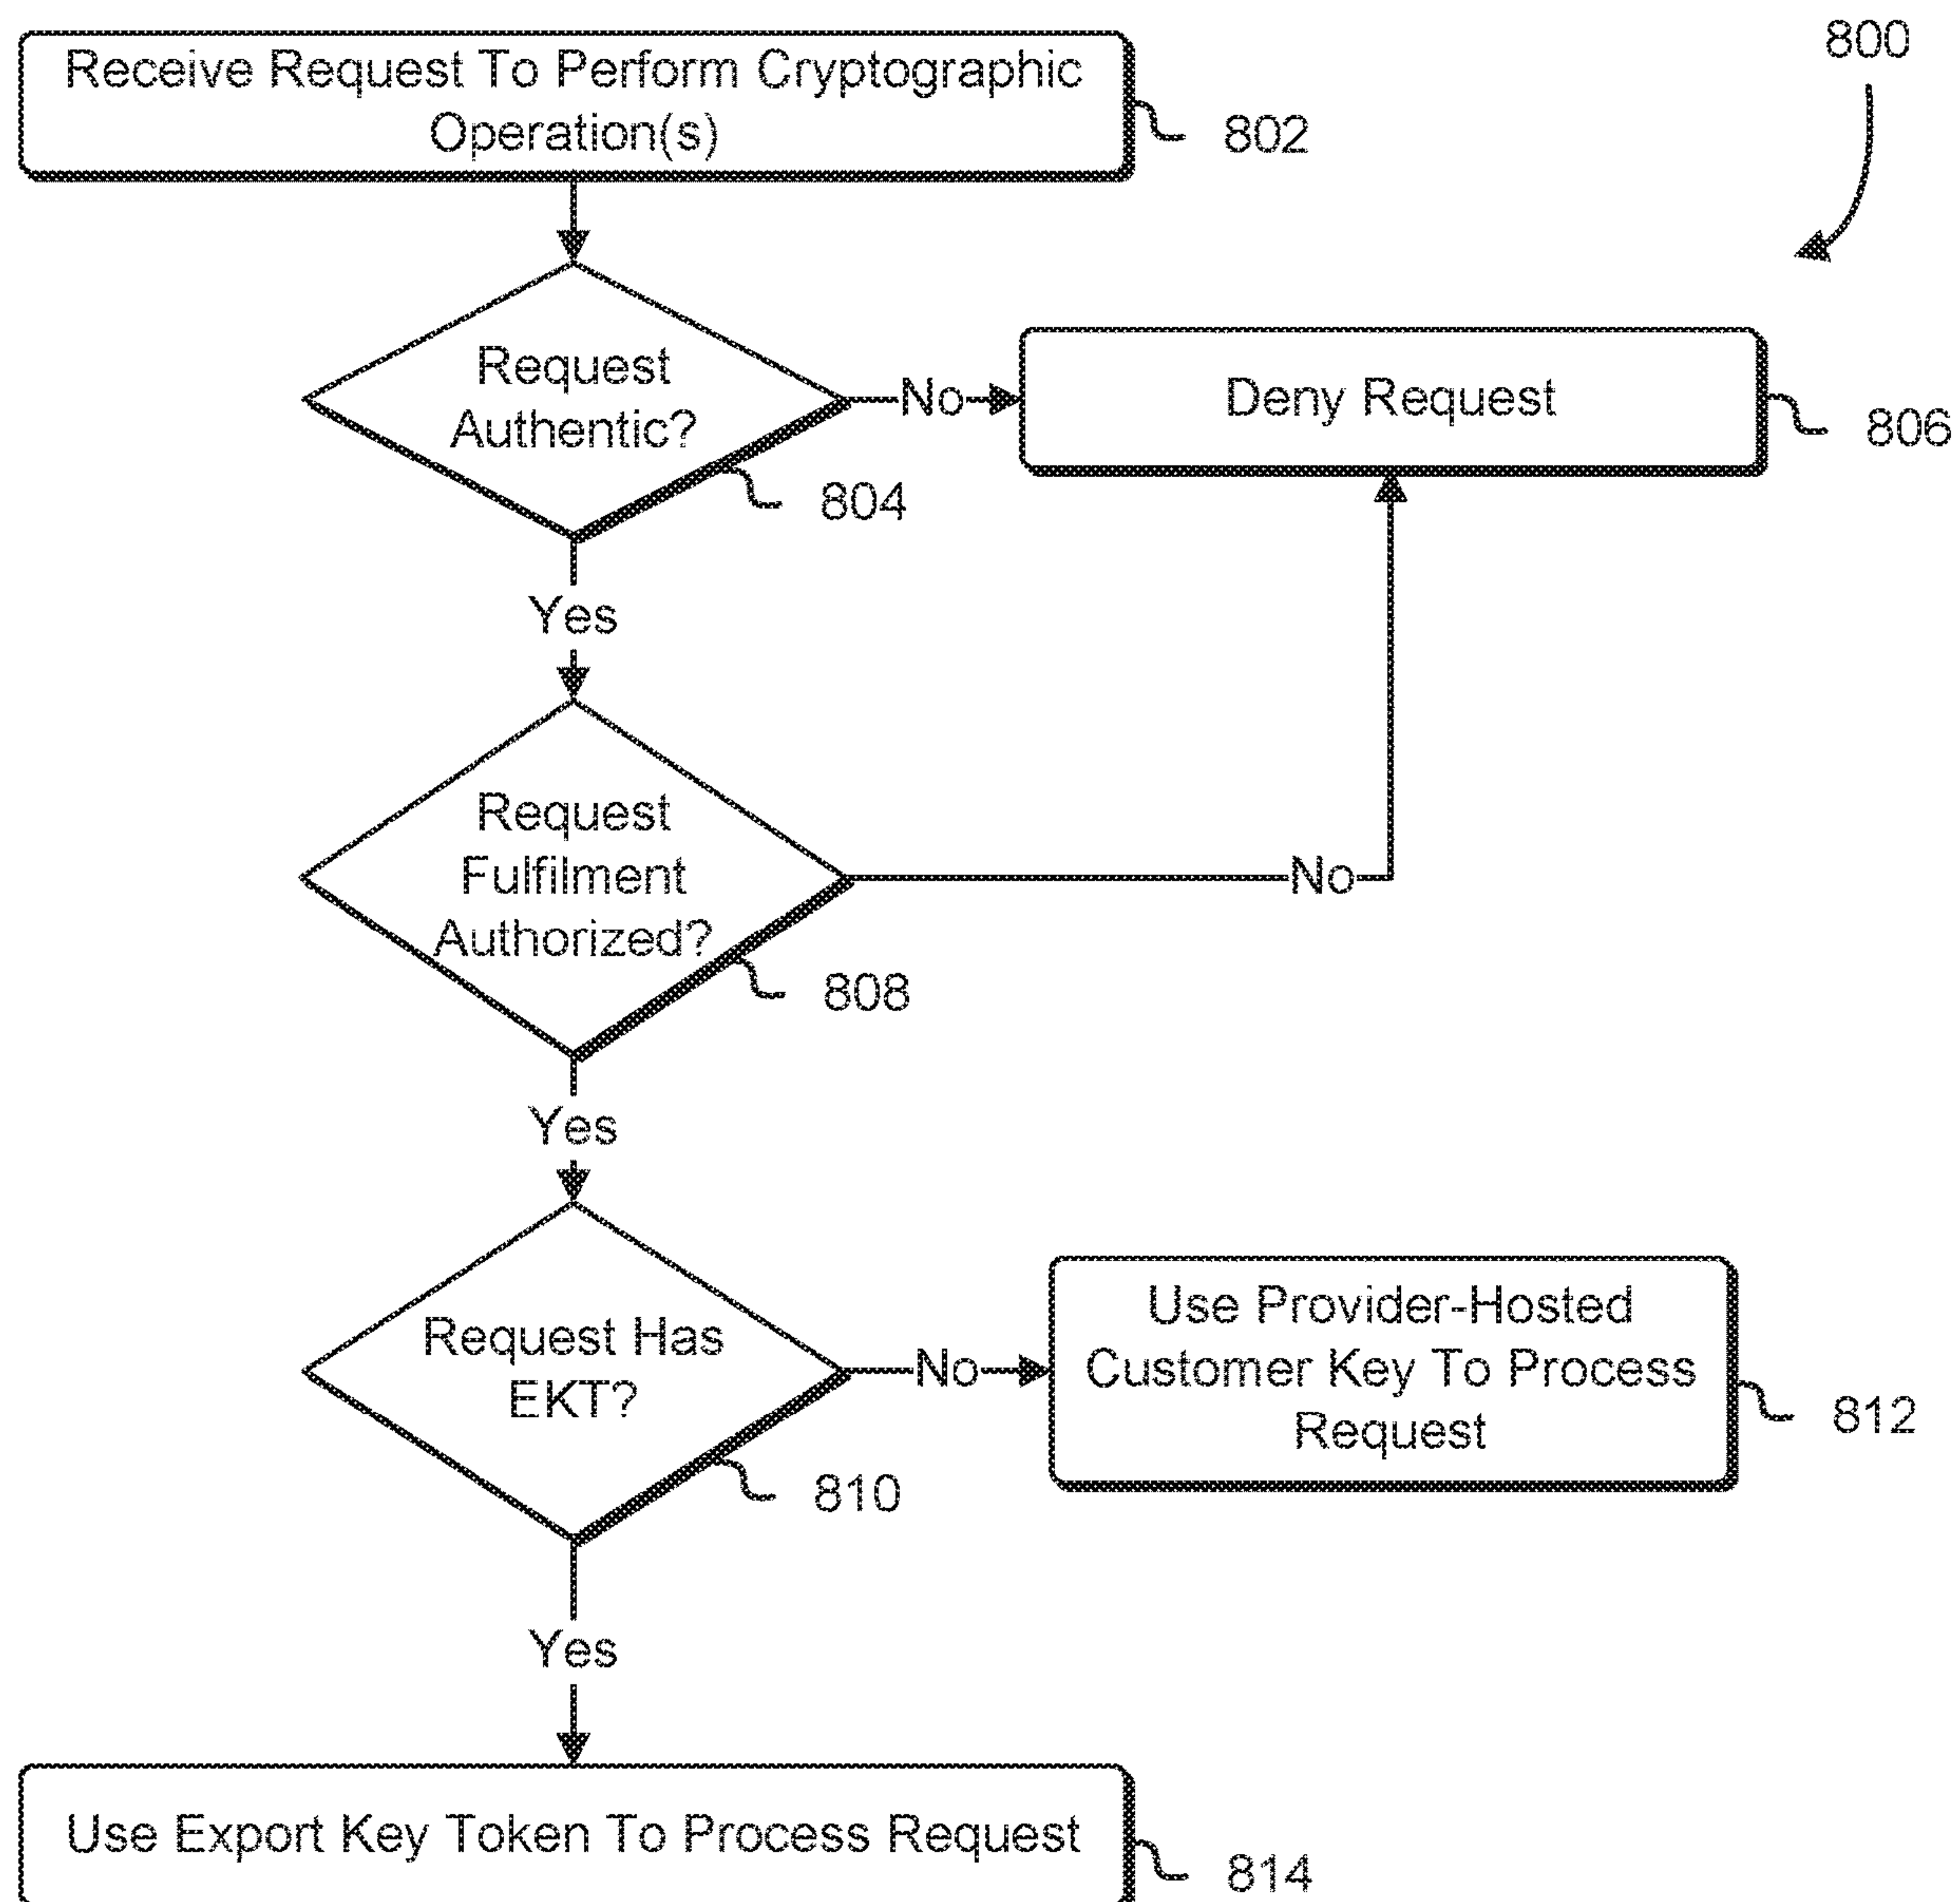 800
Receive Request To Perform Cryptographic
Operation(s)
802
Request
Authentic?
804
No
Deny Request
806
Yes
Request
Fulfilment
Authorized?
808
No
Yes
Request Has
EKT?
810
No
Use Provider-Hosted
Customer Key To Process
Request
812
Yes
Use Export Key Token To Process Request
814